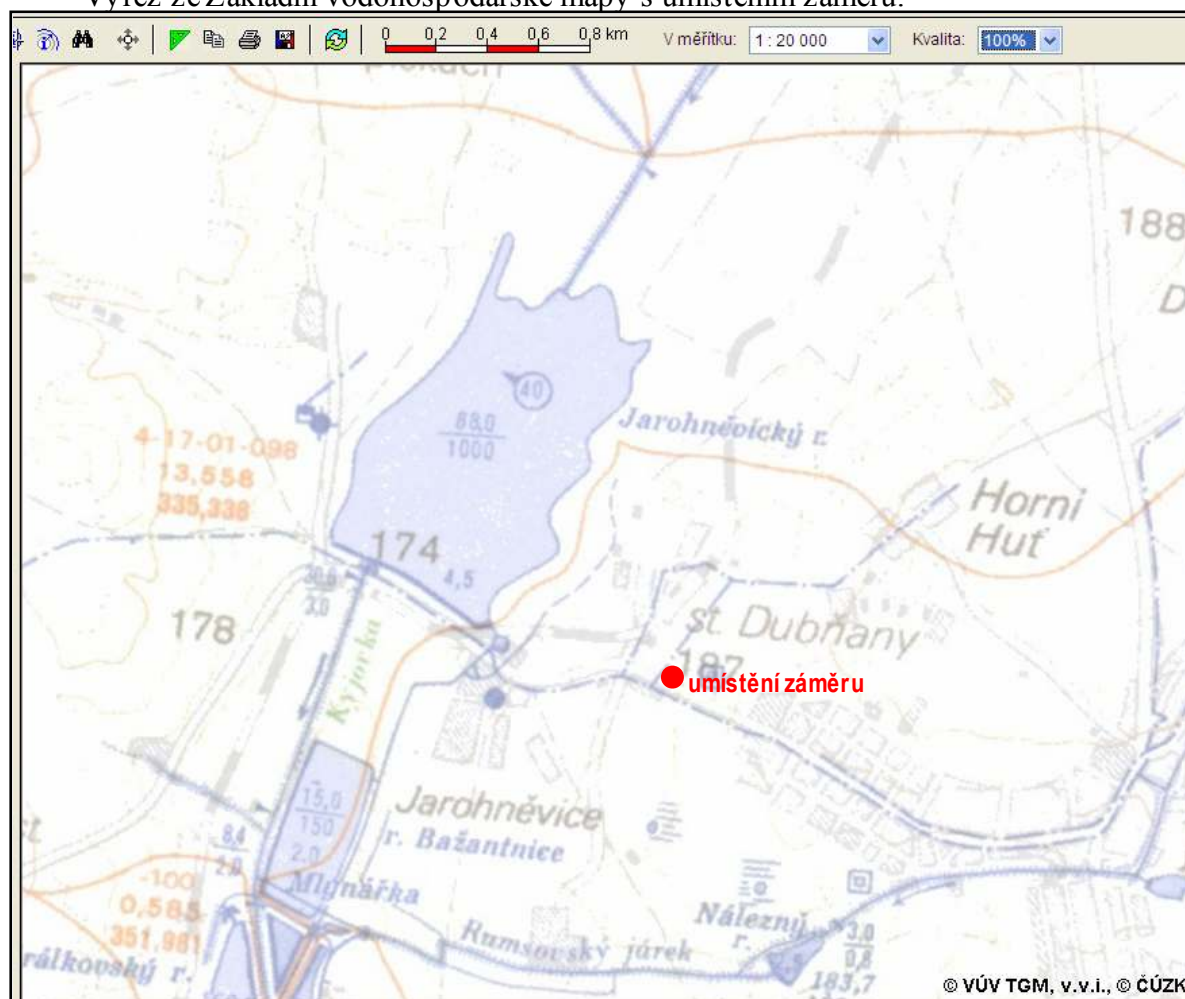 Výřez ze Základní vodohospodářské mapy s umístěním záměru:
0 0,2 0,4 0,6 0,8 km V měřítku: 1 : 20 000 Kvalita: 100%
188
D
40
88,0
1000
Jarohněvický r.
4-17-01-098
13,558
335,338
Horní
Huť
174
4,5
3,0
178
Kyjovka
st. Dubňany
187
umístění záměru
15,0
150
2,0
Jarohněvice
r. Bažantnice
8,4
2,0
Mlynářka
-100
0,585
351,981
Nálezný
r.
3,0
0,8
Rumsovský járek
183,7
© VÚV TGM, v.v.i., © ČÚZK